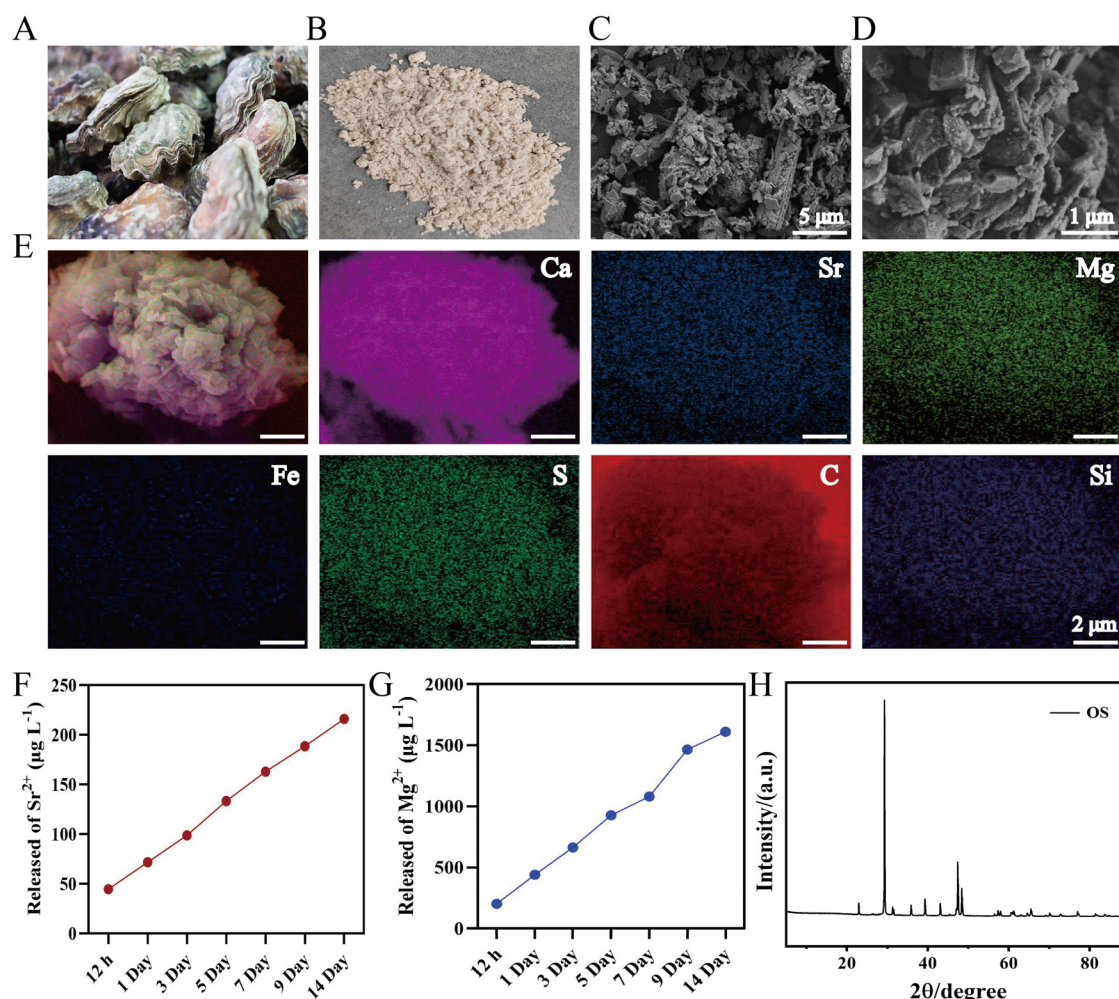 A
B
C
D
5 μm
1 μm
E
Ca
Sr
Mg
Fe
S
C
Si
2 μm
F
Released of Sr²⁺ (μg L⁻¹)
250
200
150
100
50
0
12 h
1 Day
3 Day
5 Day
7 Day
9 Day
14 Day
G
Released of Mg²⁺ (μg L⁻¹)
2000
1500
1000
500
0
12 h
1 Day
3 Day
5 Day
7 Day
9 Day
14 Day
H
OS
Intensity/(a.u.)
20
40
60
80
2θ/degree